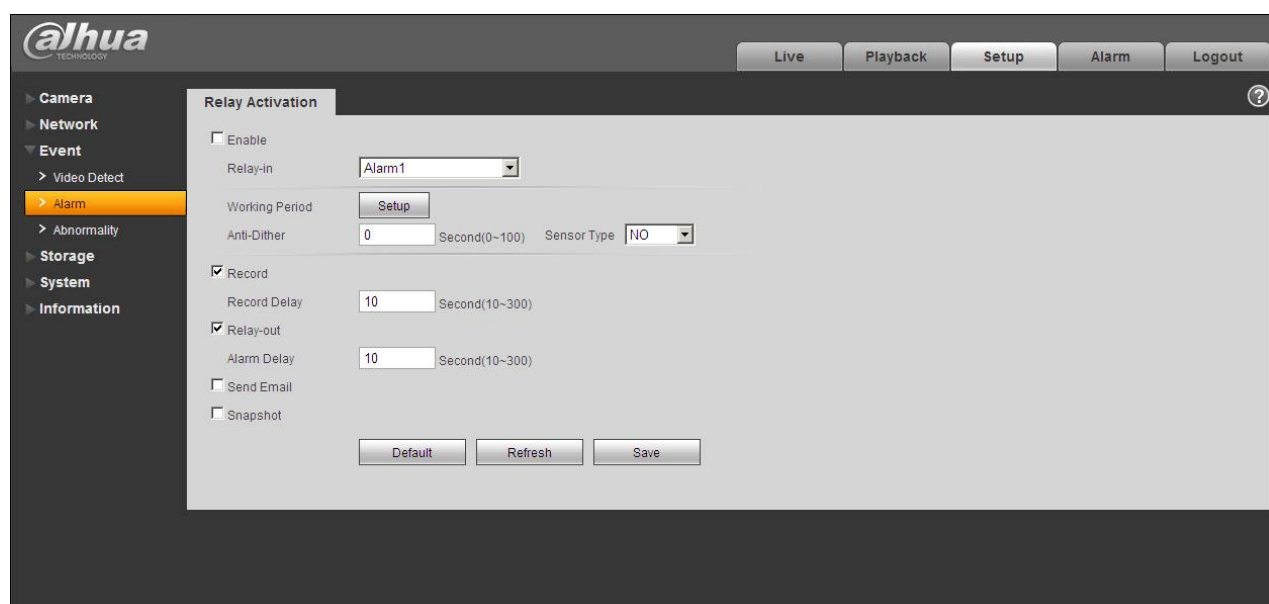 alhua
TECHNOLOGY
Live Playback Setup Alarm Logout
Camera
Network
Event
> Video Detect
> Alarm
> Abnormality
Storage
System
Information
Relay Activation
?
Enable
Relay-in Alarm1
Working Period Setup
Anti-Dither 0 Second(0~100) Sensor Type NO
Record
Record Delay 10 Second(10~300)
Relay-out
Alarm Delay 10 Second(10~300)
Send Email
Snapshot
Default Refresh Save